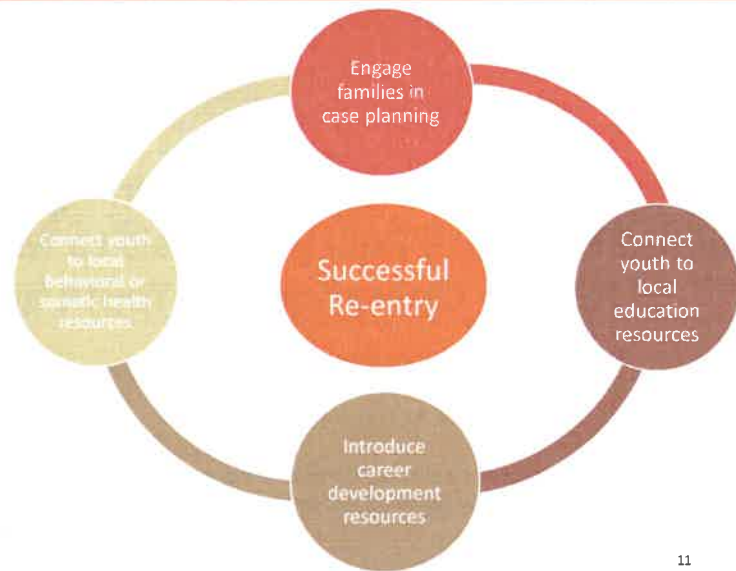 Engage
families in
case planning
Connect
youth to
local
education
resources
Introduce
career
development
resources
Connect youth
to local
behavioral or
somatic health
resources
Successful
Re-entry
11